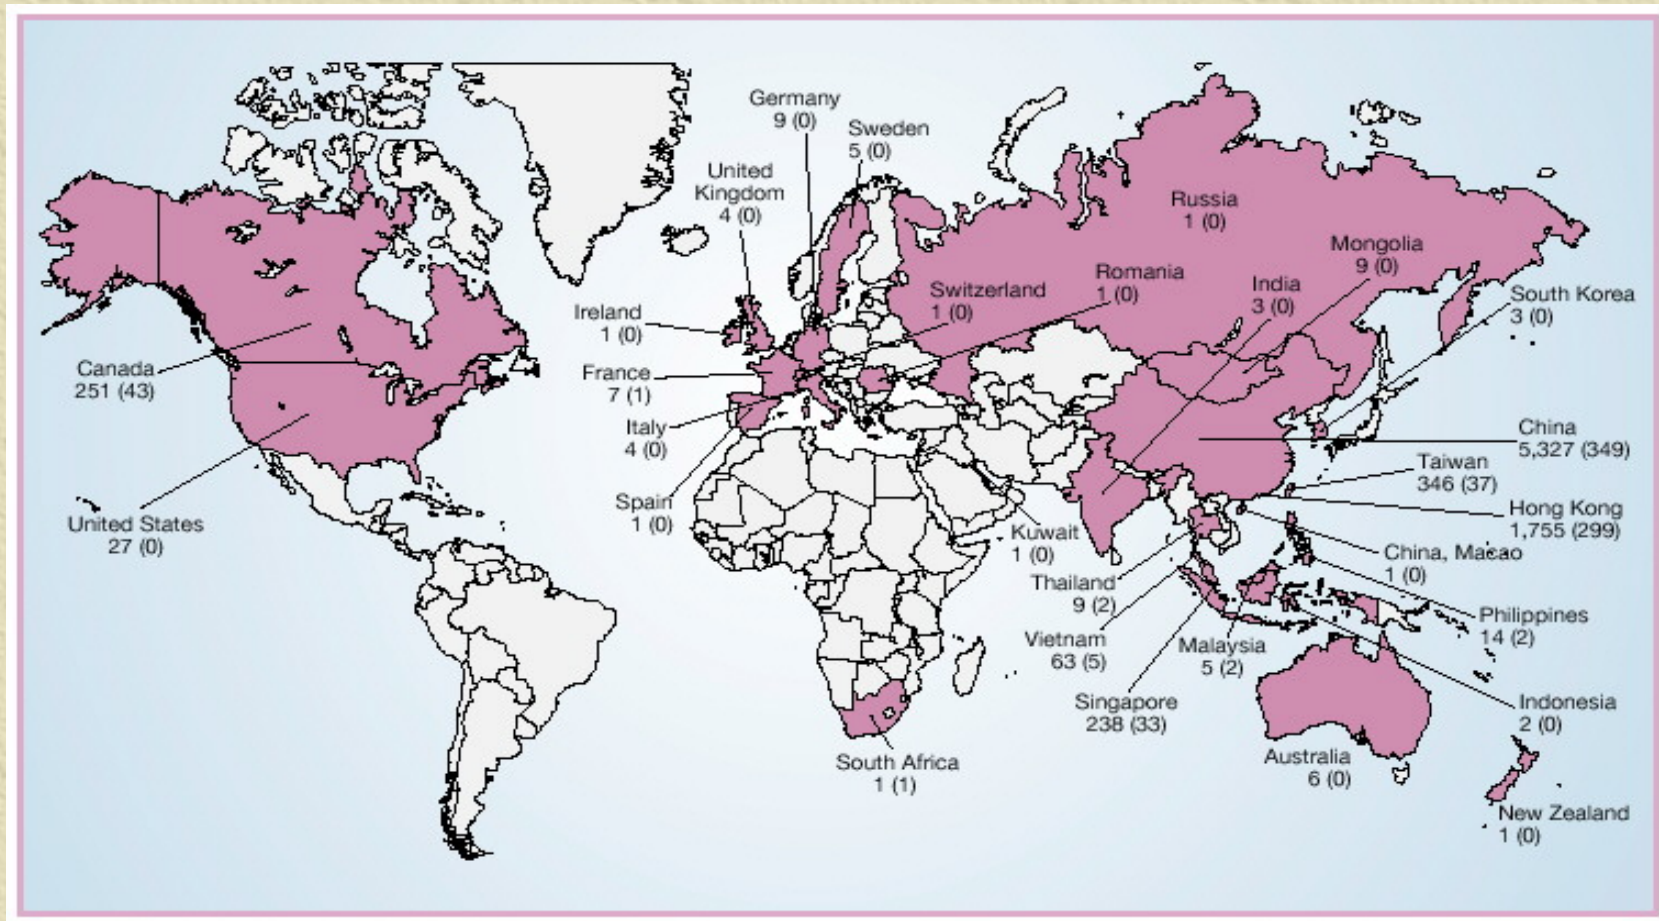 Germany
9 (0)
Sweden
5 (0)
United
Kingdom
4 (0)
Russia
1 (0)
Mongolia
9 (0)
Romania
1 (0)
India
3 (0)
Switzerland
1 (0)
South Korea
3 (0)
Ireland
1 (0)
Canada
251 (43)
France
7 (1)
Italy
4 (0)
China
5,327 (349)
Taiwan
346 (37)
Spain
1 (0)
Hong Kong
1,755 (299)
United States
27 (0)
Kuwait
1 (0)
China, Macao
1 (0)
Thailand
9 (2)
Philippines
14 (2)
Vietnam
63 (5)
Malaysia
5 (2)
Singapore
238 (33)
Indonesia
2 (0)
South Africa
1 (1)
Australia
6 (0)
New Zealand
1 (0)